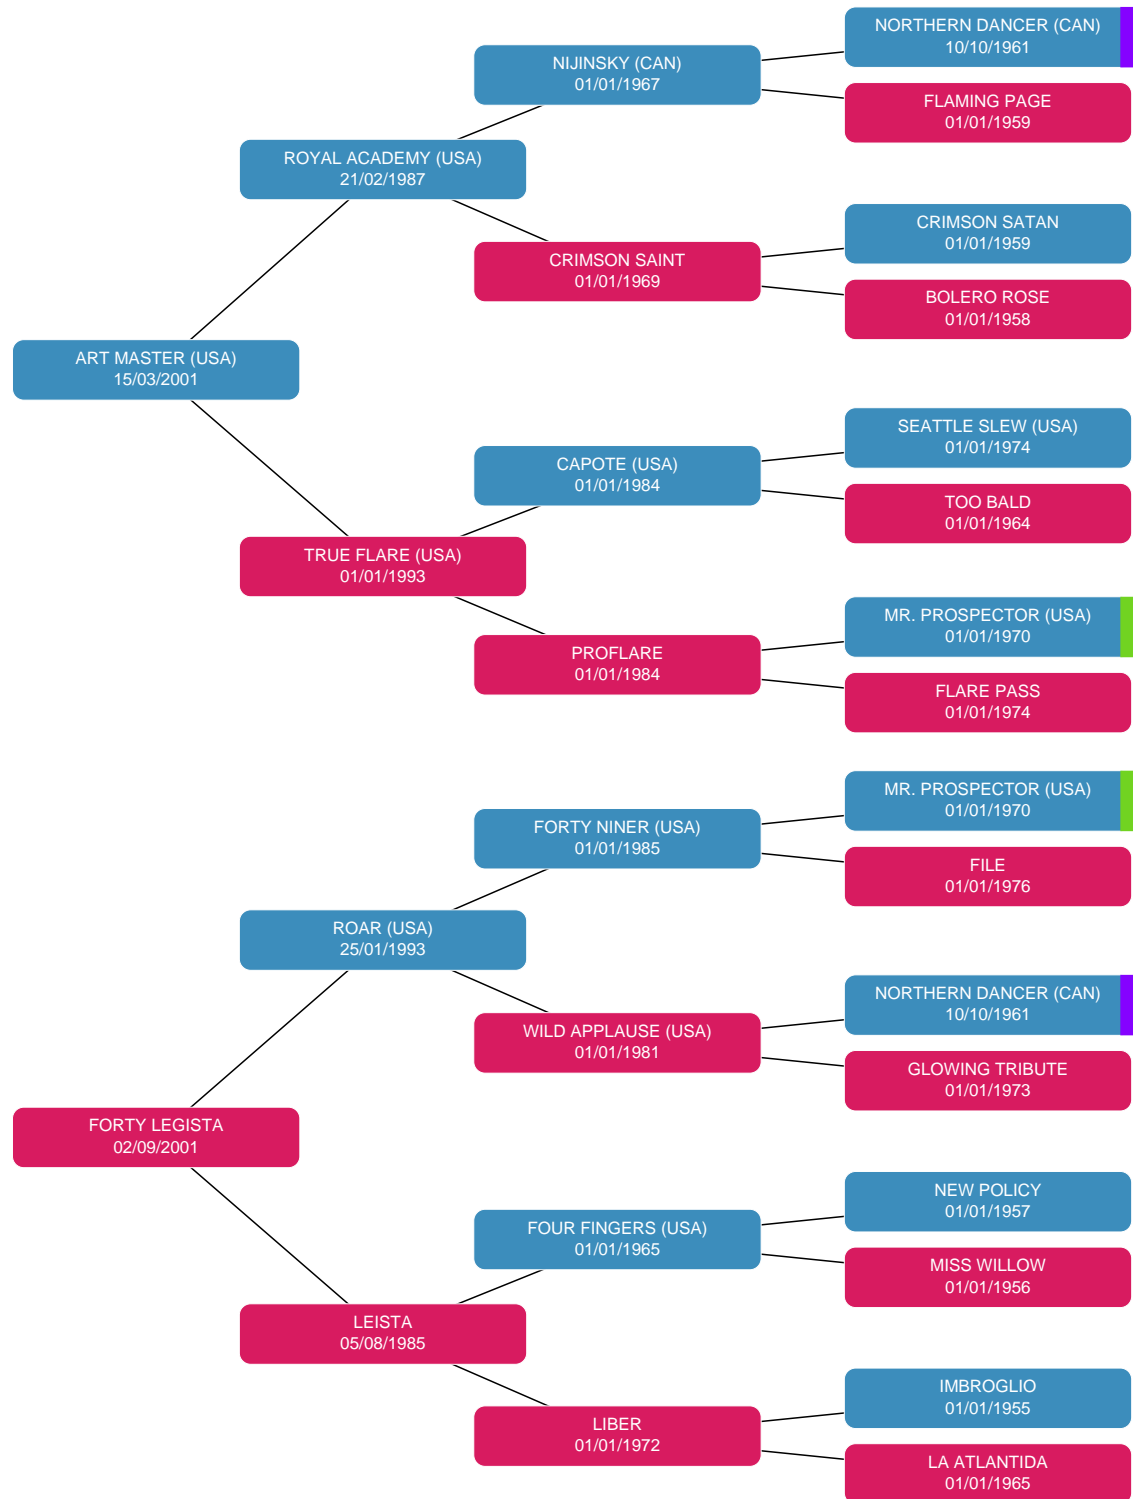 NORTHERN DANCER (CAN)
10/10/1961
NIJINSKY (CAN)
01/01/1967
FLAMING PAGE
01/01/1959
ROYAL ACADEMY (USA)
21/02/1987
CRIMSON SATAN
01/01/1959
CRIMSON SAINT
01/01/1969
BOLERO ROSE
01/01/1958
ART MASTER (USA)
15/03/2001
SEATTLE SLEW (USA)
01/01/1974
CAPOTE (USA)
01/01/1984
TOO BALD
01/01/1964
TRUE FLARE (USA)
01/01/1993
MR. PROSPECTOR (USA)
01/01/1970
PROFLARE
01/01/1984
FLARE PASS
01/01/1974
MR. PROSPECTOR (USA)
01/01/1970
FORTY NINER (USA)
01/01/1985
FILE
01/01/1976
ROAR (USA)
25/01/1993
NORTHERN DANCER (CAN)
10/10/1961
WILD APPLAUSE (USA)
01/01/1981
GLOWING TRIBUTE
01/01/1973
FORTY LEGISTA
02/09/2001
NEW POLICY
01/01/1957
FOUR FINGERS (USA)
01/01/1965
MISS WILLOW
01/01/1956
LEISTA
05/08/1985
IMBROGLIO
01/01/1955
LIBER
01/01/1972
LA ATLANTIDA
01/01/1965